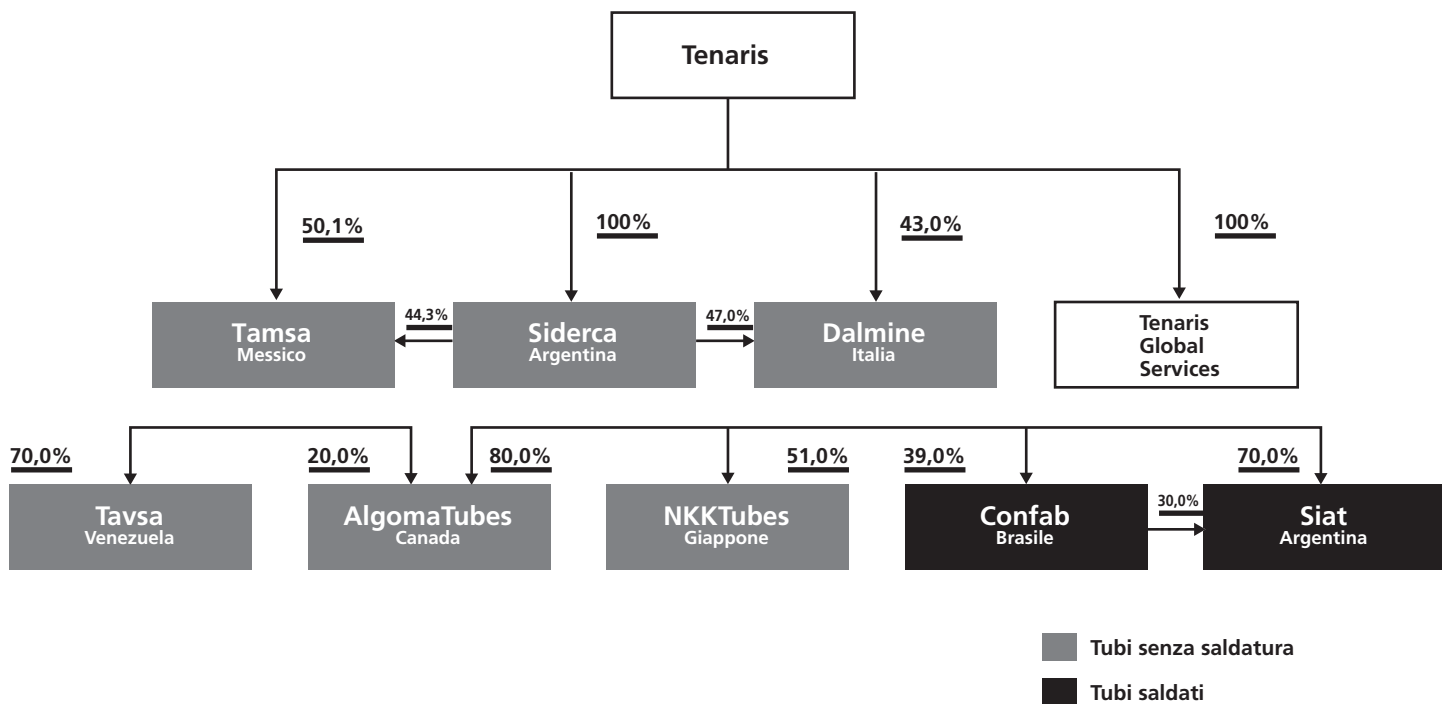 Tenaris
50,1%
100%
43,0%
100%
Tamsa
Messico
44,3%
Siderca
Argentina
47,0%
Dalmine
Italia
Tenaris
Global
Services
70,0%
20,0%
80,0%
51,0%
39,0%
70,0%
Tavsa
Venezuela
AlgomaTubes
Canada
NKKTubes
Giappone
Confab
Brasile
30,0%
Siat
Argentina
Tubi senza saldatura
Tubi saldati